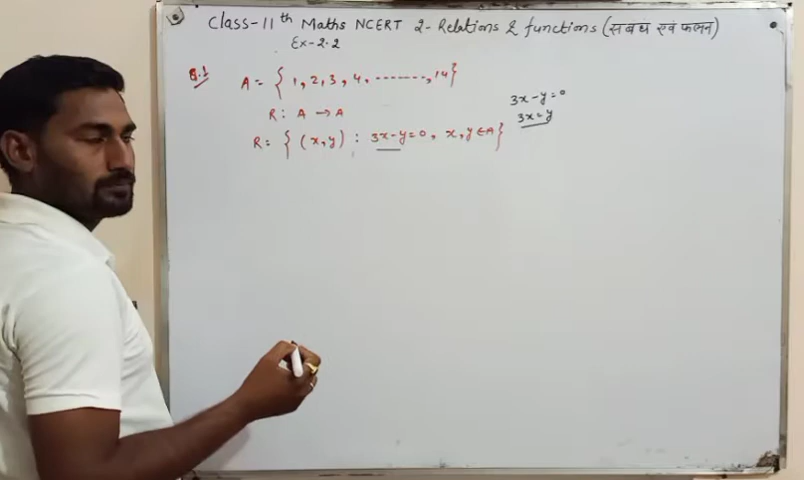 Class-11th Maths NCERT 2-Relations & functions (संबंध एवं फलन)
Ex-2.2
Q.1 A = { 1, 2, 3, 4, -------, 14}
R: A → A
R = { (x,y) : 3x-y=0, x, y ∈ A }
3x-y=0
3x=y